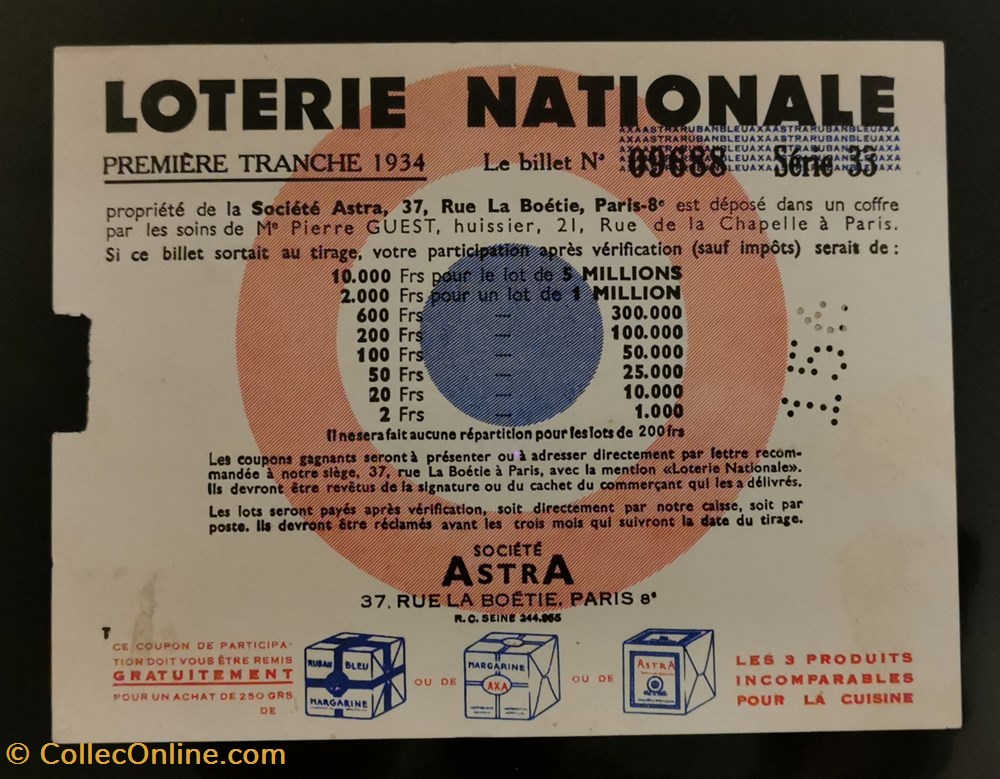 LOTERIE NATIONALE
AXAASTRARUBANBLEUAXAASTRARUBANBLEUAXA
PREMIÈRE TRANCHE 1934 Le billet Nº 09688 Série 33
propriété de la Société Astra, 37, Rue La Boétie, Paris-8e est déposé dans un coffre
par les soins de Me Pierre GUEST, huissier, 21, Rue de la Chapelle à Paris.
Si ce billet sortait au tirage, votre participation après vérification (sauf impôts) serait de :
10.000 Frs pour le lot de 5 MILLIONS
2.000 Frs pour un lot de 1 MILLION
600 Frs — 300.000
200 Frs — 100.000
100 Frs — 50.000
50 Frs — 25.000
20 Frs — 10.000
2 Frs — 1.000
Il ne sera fait aucune répartition pour les lots de 200 frs
Les coupons gagnants seront à présenter ou à adresser directement par lettre recom-
mandée à notre siège, 37, rue La Boétie à Paris, avec la mention «Loterie Nationale».
Ils devront être revêtus de la signature ou du cachet du commerçant qui les a délivrés.
Les lots seront payés après vérification, soit directement par notre caisse, soit par
poste. Ils devront être réclamés avant les trois mois qui suivront la date du tirage.
SOCIÉTÉ
ASTRA
37, RUE LA BOÉTIE, PARIS 8e
R. C. SEINE 244.955
T
CE COUPON DE PARTICIPA-
TION DOIT VOUS ÊTRE REMIS
GRATUITEMENT
POUR UN ACHAT DE 250 GRS
DE
RUBAN BLEU
MARGARINE
OU DE
MARGARINE
AXA
OU DE
ASTRA
LES 3 PRODUITS
INCOMPARABLES
POUR LA CUISINE
© CollecOnline.com